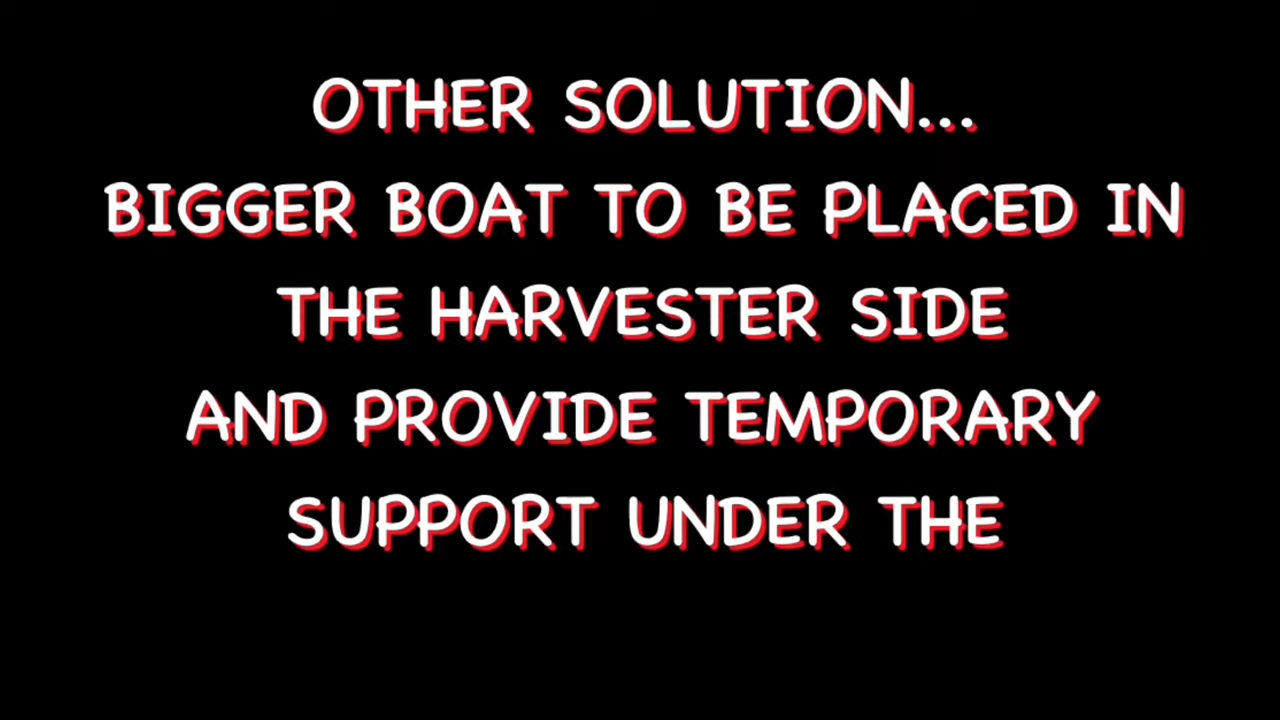 OTHER SOLUTION...
BIGGER BOAT TO BE PLACED IN
THE HARVESTER SIDE
AND PROVIDE TEMPORARY
SUPPORT UNDER THE